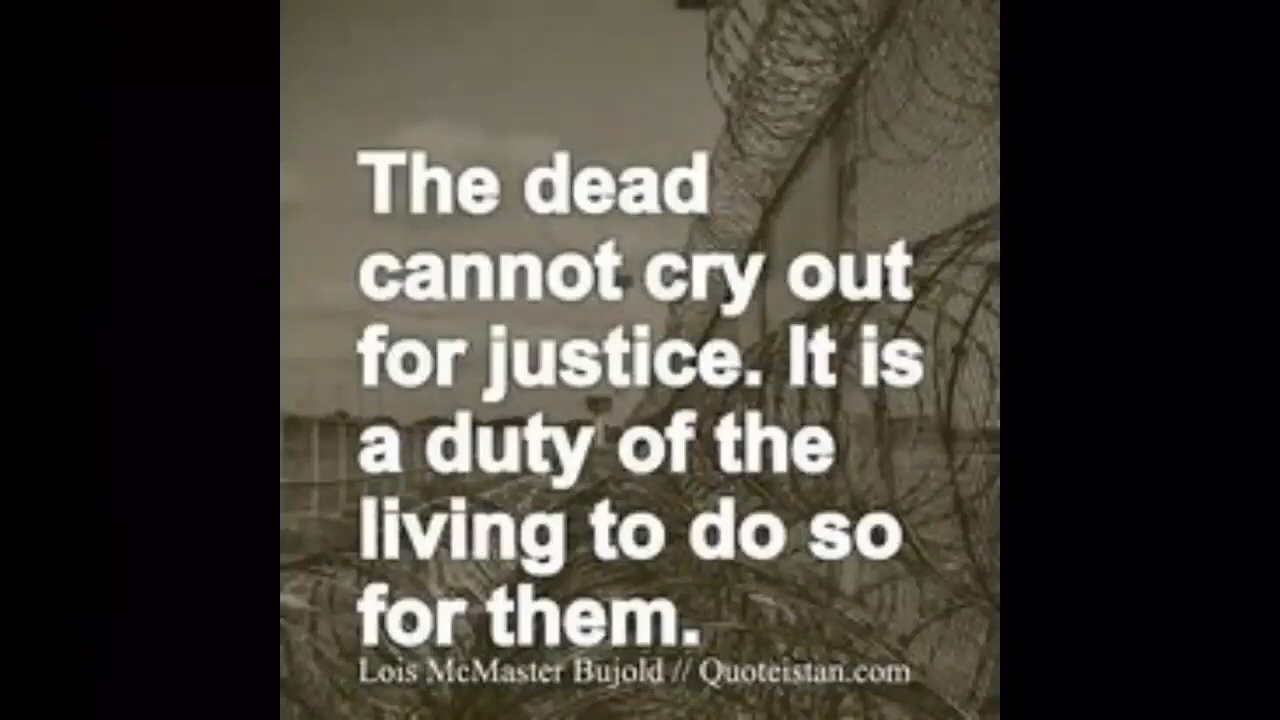 The dead
cannot cry out
for justice. It is
a duty of the
living to do so
for them.
Lois McMaster Bujold // Quoteistan.com